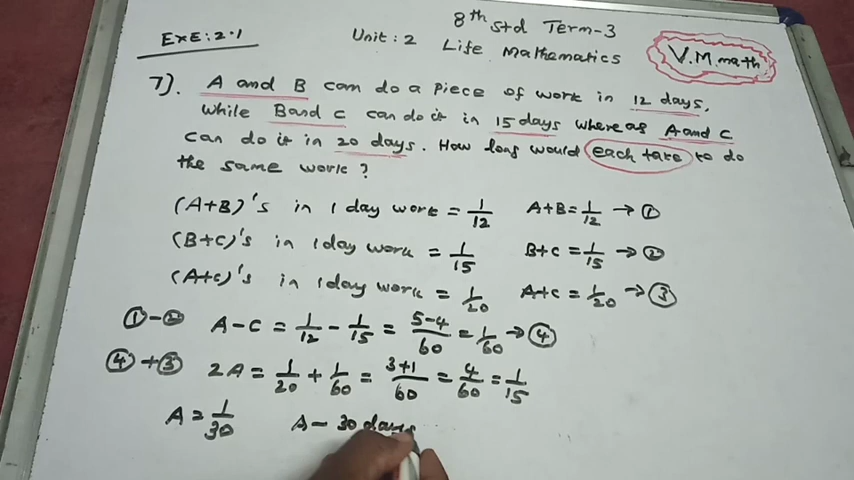 8th std Term-3
Exe:2.1 Unit:2 Life Mathematics V.M math
7). A and B can do a piece of work in 12 days,
while B and C can do it in 15 days where as A and C
can do it in 20 days. How long would each take to do
the same work?
(A+B)'s in 1 day work = 1/12 A+B = 1/12 → ①
(B+C)'s in 1 day work = 1/15 B+C = 1/15 → ②
(A+C)'s in 1 day work = 1/20 A+C = 1/20 → ③
①-② A-C = 1/12 - 1/15 = 5-4/60 = 1/60 → ④
④+③ 2A = 1/20 + 1/60 = 3+1/60 = 4/60 = 1/15
A = 1/30 A - 30 days